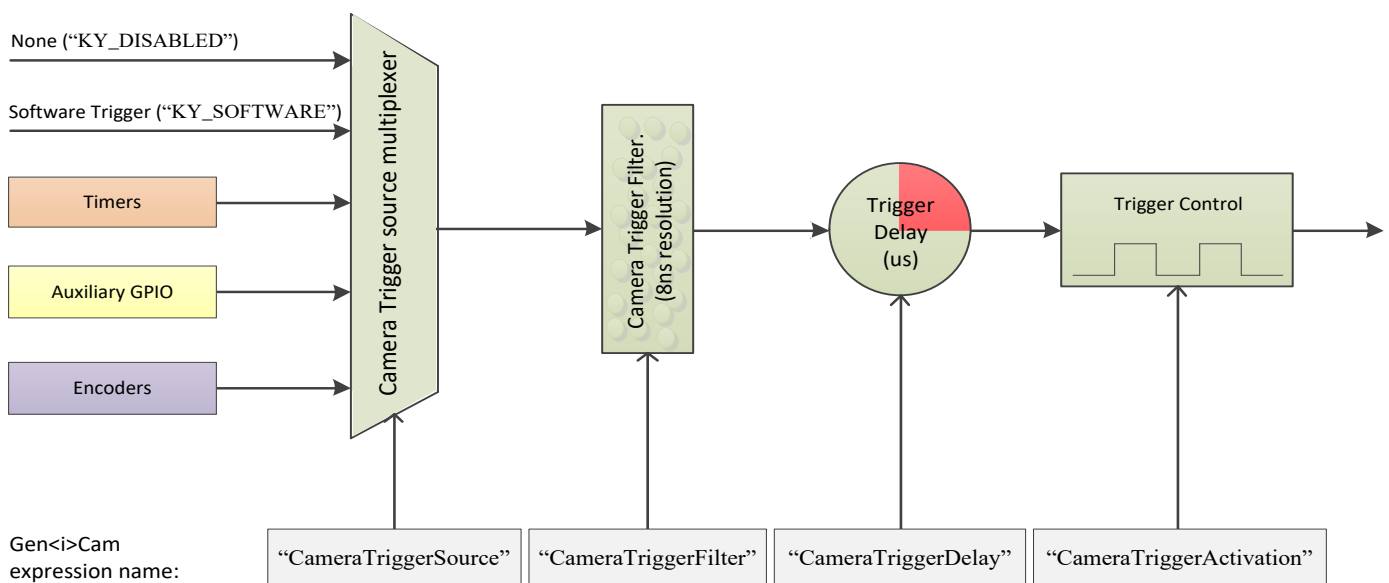 None (“KY_DISABLED”)
Software Trigger (“KY_SOFTWARE”)
Timers
Auxiliary GPIO
Encoders
Camera Trigger source multiplexer
Camera Trigger Filter.
(8ns resolution)
Trigger
Delay
(us)
Trigger Control
Gen<i>Cam
expression name:
“CameraTriggerSource”
“CameraTriggerFilter”
“CameraTriggerDelay”
“CameraTriggerActivation”